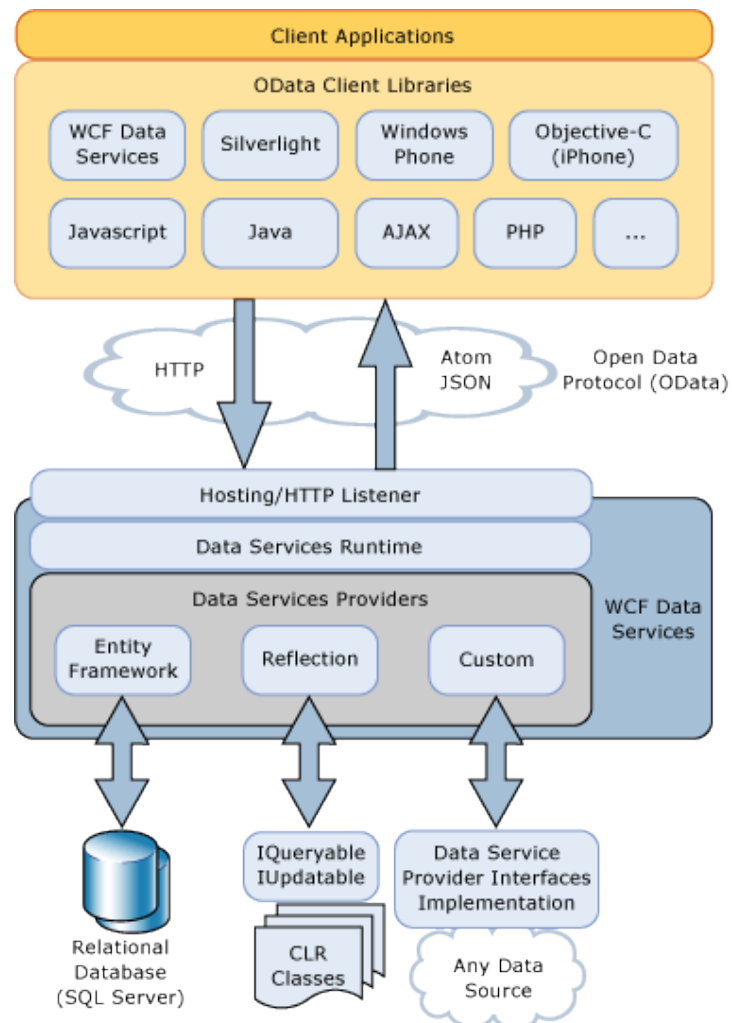 Client Applications
OData Client Libraries
WCF Data
Services
Silverlight
Windows
Phone
Objective-C
(iPhone)
Javascript
Java
AJAX
PHP
...
HTTP
Atom
JSON
Open Data
Protocol (OData)
Hosting/HTTP Listener
Data Services Runtime
Data Services Providers
WCF Data
Services
Entity
Framework
Reflection
Custom
IQueryable
IUpdatable
Data Service
Provider Interfaces
Implementation
Relational
Database
(SQL Server)
CLR
Classes
Any Data
Source